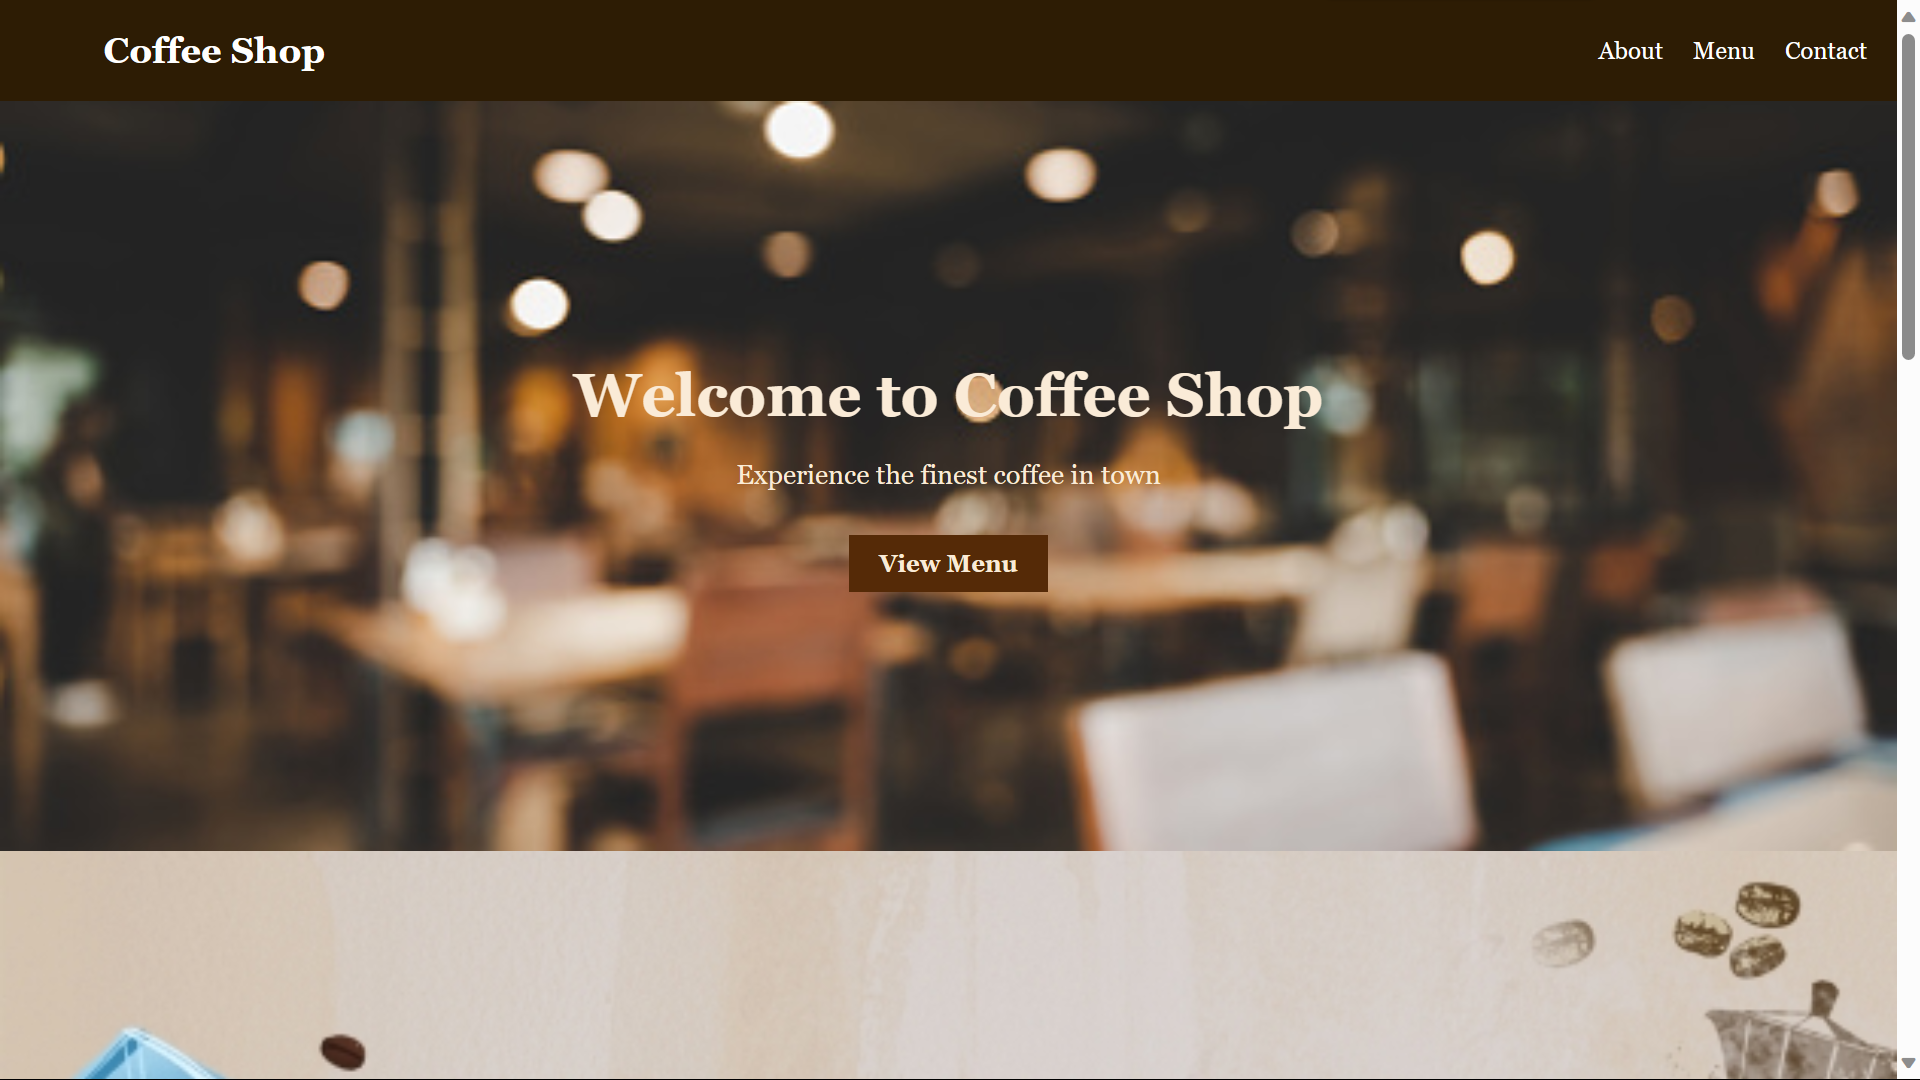 Coffee Shop
About Menu Contact
Welcome to Coffee Shop
Experience the finest coffee in town
View Menu